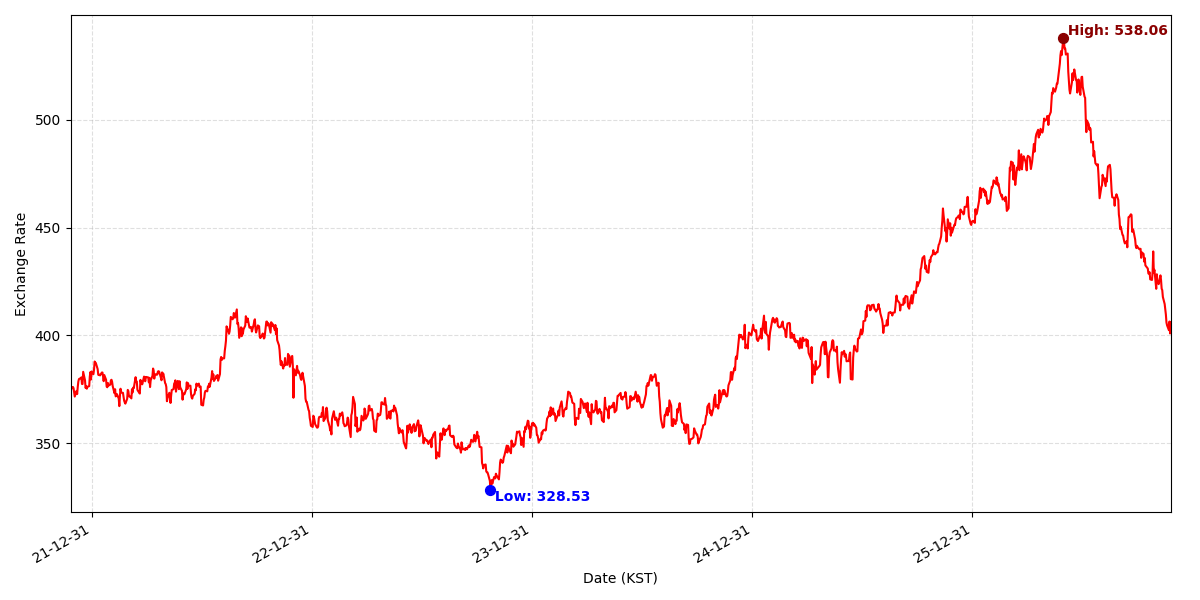 High: 538.06
500
450
400
350
Exchange Rate
Low: 328.53
21-12-31
22-12-31
23-12-31
24-12-31
25-12-31
Date (KST)